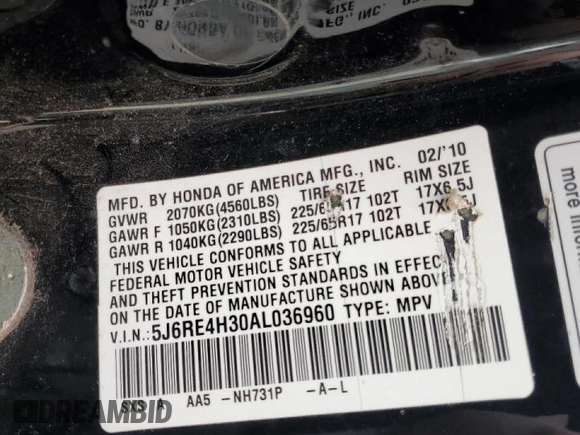 MFD. BY HONDA OF AMERICA MFG., INC. 02/'10
GVWR 2070KG(4560LBS) TIRE SIZE RIM SIZE
GAWR F 1050KG(2310LBS) 225/65R17 102T 17X6.5J
GAWR R 1040KG(2290LBS) 225/65R17 102T
THIS VEHICLE CONFORMS TO ALL APPLICABLE
FEDERAL MOTOR VEHICLE SAFETY
AND THEFT PREVENTION STANDARDS IN EFFECT
ON THE DATE OF MANUFACTURE SHOWN ABOVE.
V.I.N.: 5J6RE4H30AL036960 TYPE: MPV
SXS A AA5 -NH731P -A-L
more inform
DREAMBID